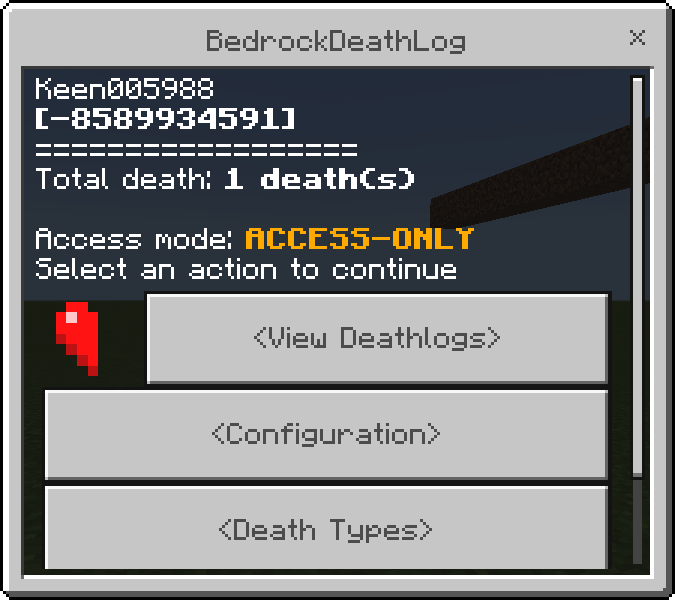 BedrockDeathLog
Keen005988
[-85899934591]
==================
Total death: 1 death(s)
Access mode: ACCESS-ONLY
Select an action to continue
<View Deathlogs>
<Configuration>
<Death Types>